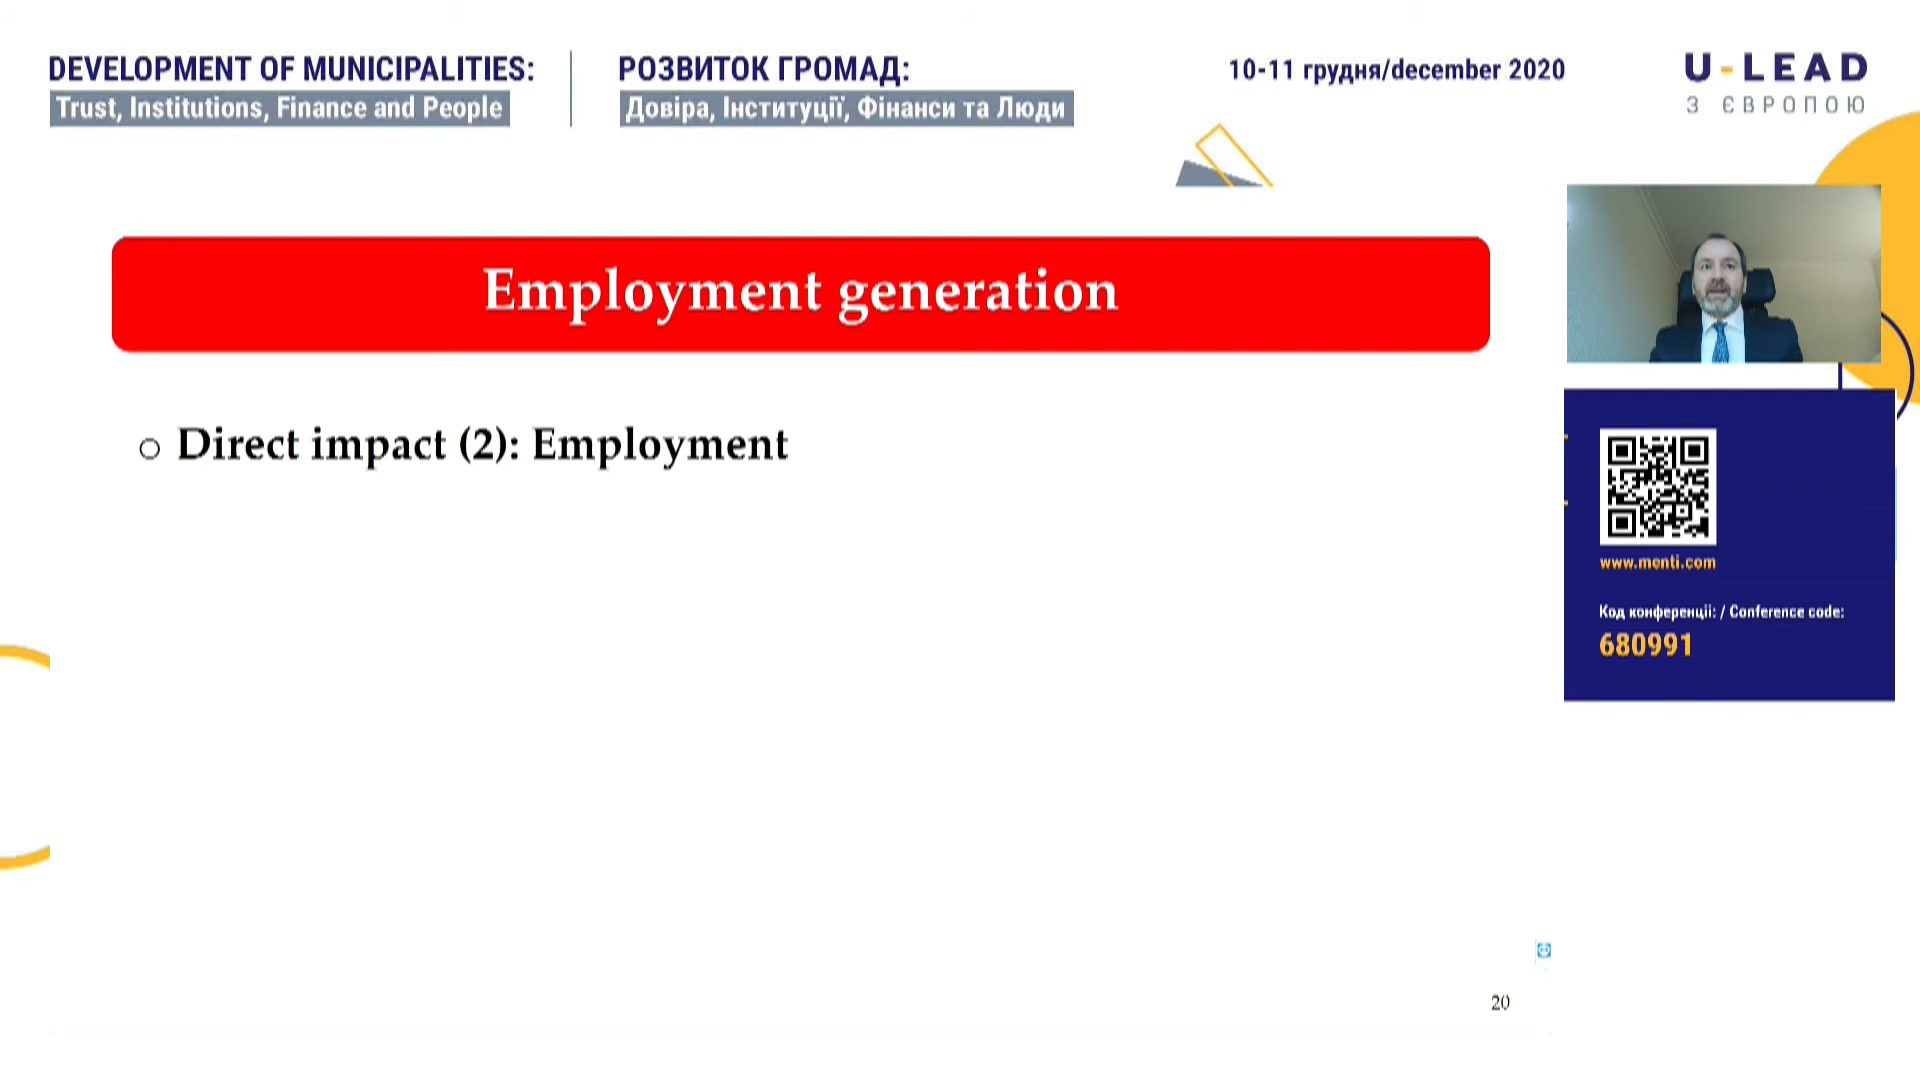 DEVELOPMENT OF MUNICIPALITIES:
Trust, Institutions, Finance and People
РОЗВИТОК ГРОМАД:
Довіра, Інституції, Фінанси та Люди
10-11 грудня/december 2020
U-LEAD
З ЄВРОПОЮ
Employment generation
Direct impact (2): Employment
www.menti.com
Код конференції: / Conference code:
680991
20